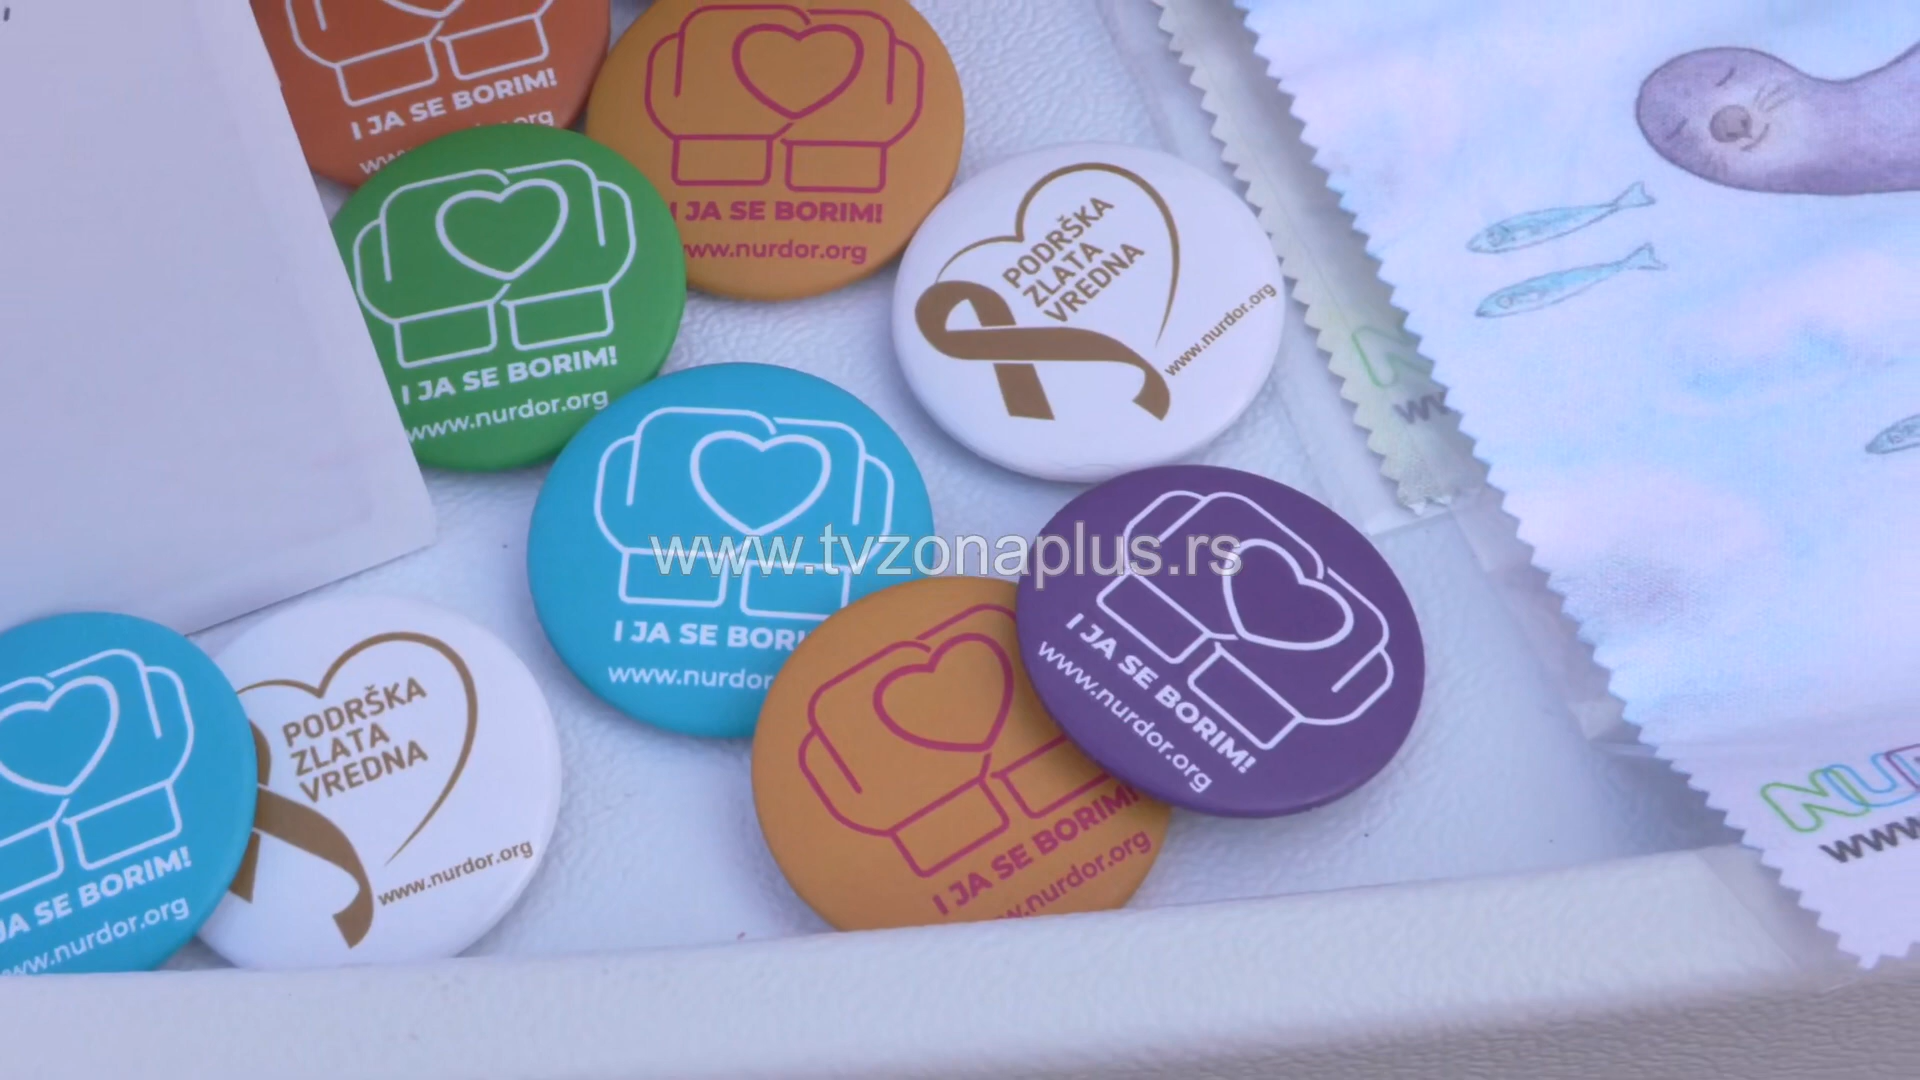 I JA SE BORIM!
I JA SE BORIM!
www.nurdor.org
I JA SE BORIM!
www.nurdor.org
PODRŠKA
ZLATA
VREDNA
www.nurdor.org
www.tvzonaplus.rs
I JA SE
www.nurdor
I JA SE BORIM!
www.nurdor.org
I JA SE BORIM!
nurdor.org
PODRŠKA
ZLATA
VREDNA
www.nurdor.org
JA SE BORIM!
www.nurdor.org
NUR
www